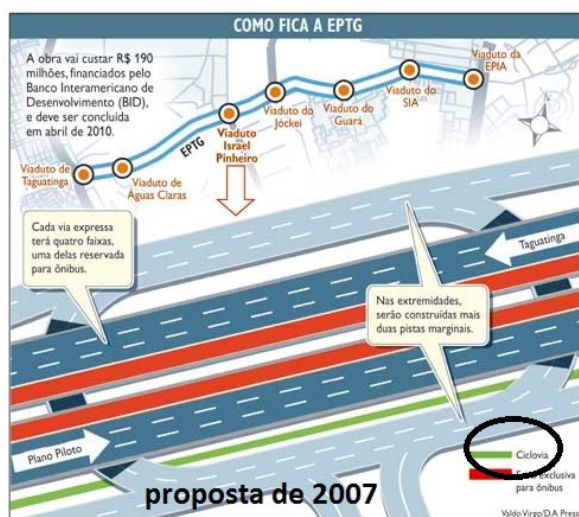 COMO FICA A EPTG
A obra vai custar R$ 190
milhões, financiados pelo
Banco Interamericano de
Desenvolvimento (BID),
e deve ser concluída
em abril de 2010.
Viaduto da
EPIA
Viaduto do
SIA
Viaduto do
Guará
Viaduto
do Jóckei
Viaduto
Israel
Pinheiro
EPTG
Viaduto de
Taguatinga
Viaduto de
Águas Claras
Cada via expressa
terá quatro faixas,
uma delas reservada
para ônibus.
Taguatinga
Nas extremidades,
serão construídas mais
duas pistas marginais.
Plano Piloto
Ciclovia
exclusiva
para ônibus
proposta de 2007
Valdo Virgo/D.A Press